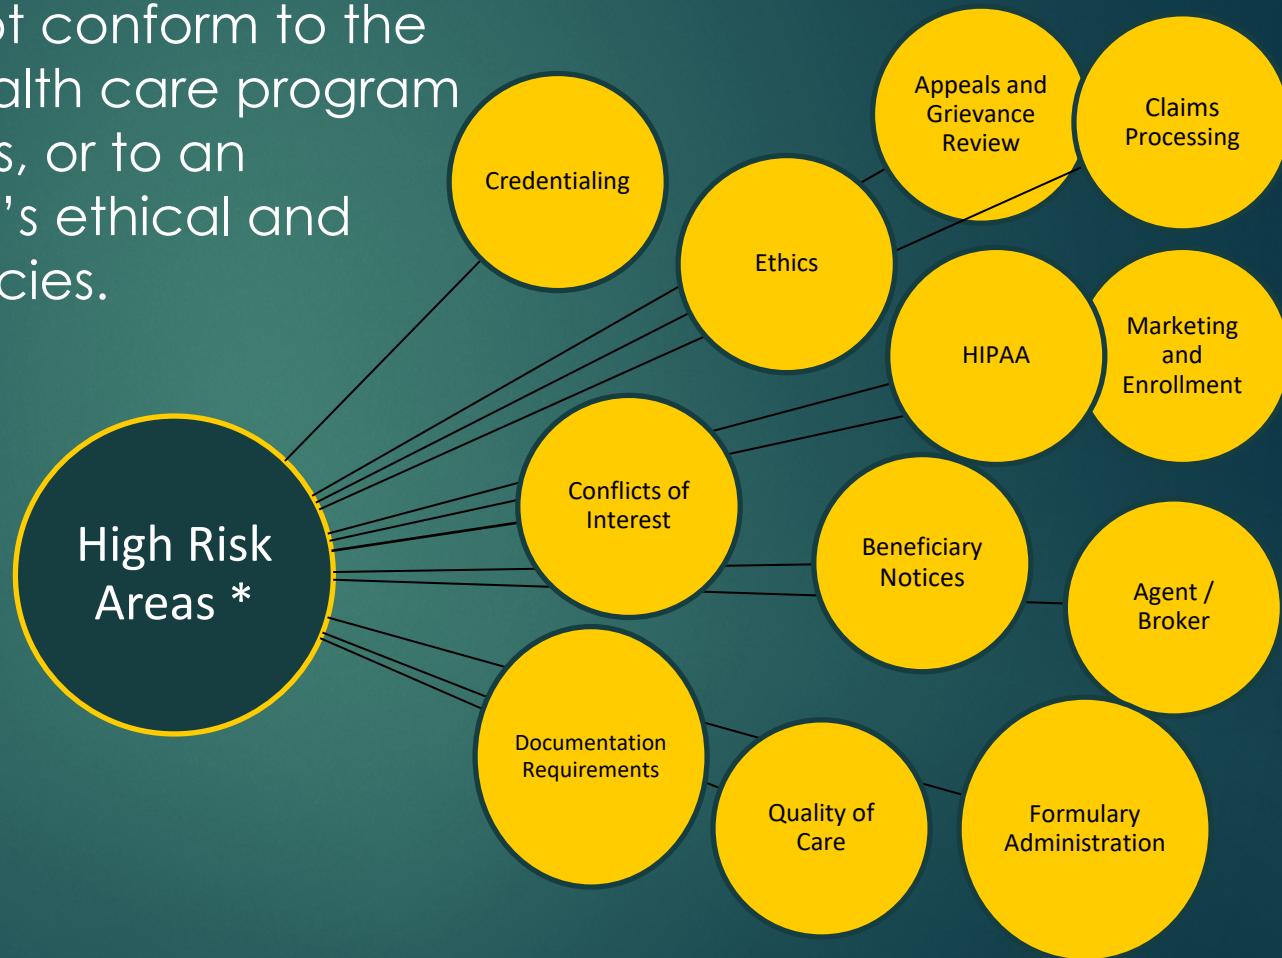 ot conform to the
alth care program
s, or to an
’s ethical and
cies.
Appeals and
Grievance
Review
Claims
Processing
Credentialing
Ethics
HIPAA
Marketing
and
Enrollment
Conflicts of
Interest
Beneficiary
Notices
High Risk
Areas *
Agent /
Broker
Documentation
Requirements
Quality of
Care
Formulary
Administration